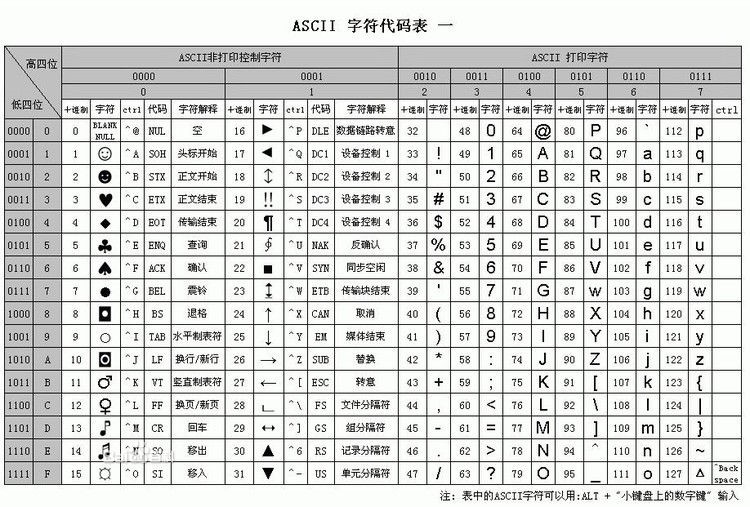 ASCII 字符代码表 一
高四位 ASCII非打印控制字符 ASCII 打印字符
0000 0001 0010 0011 0100 0101 0110 0111
低四位 0 1 2 3 4 5 6 7
十进制 字符 ctrl 代码 字符解释 十进制 字符 ctrl 代码 字符解释 十进制 字符 十进制 字符 十进制 字符 十进制 字符 十进制 字符 十进制 字符 ctrl
0000 0 0 BLANK NULL ^@ NUL 空 16 ► ^P DLE 数据链路转意 32 48 0 64 @ 80 P 96 ` 112 p
0001 1 1 ☺ ^A SOH 头标开始 17 ◄ ^Q DC1 设备控制 1 33 ! 49 1 65 A 81 Q 97 a 113 q
0010 2 2 ☻ ^B STX 正文开始 18 ↕ ^R DC2 设备控制 2 34 " 50 2 66 B 82 R 98 b 114 r
0011 3 3 ♥ ^C ETX 正文结束 19 ‼ ^S DC3 设备控制 3 35 # 51 3 67 C 83 S 99 c 115 s
0100 4 4 ◆ ^D EOT 传输结束 20 ¶ ^T DC4 设备控制 4 36 $ 52 4 68 D 84 T 100 d 116 t
0101 5 5 ♣ ^E ENQ 查询 21 ∮ ^U NAK 反确认 37 % 53 5 69 E 85 U 101 e 117 u
0110 6 6 ♠ ^F ACK 确认 22 ■ ^V SYN 同步空闲 38 & 54 6 70 F 86 V 102 f 118 v
0111 7 7 ● ^G BEL 震铃 23 ↨ ^W ETB 传输块结束 39 ' 55 7 71 G 87 w 103 g 119 w
1000 8 8 ◘ ^H BS 退格 24 ↑ ^X CAN 取消 40 ( 56 8 72 H 88 X 104 h 120 x
1001 9 9 ○ ^I TAB 水平制表符 25 ↓ ^Y EM 媒体结束 41 ) 57 9 73 I 89 Y 105 i 121 y
1010 A 10 ◙ ^J LF 换行/新行 26 → ^Z SUB 替换 42 * 58 : 74 J 90 Z 106 j 122 z
1011 B 11 ♂ ^K VT 竖直制表符 27 ← ^[ ESC 转意 43 + 59 ; 75 K 91 [ 107 k 123 {
1100 C 12 ♀ ^L FF 换页/新页 28 ∟ ^\ FS 文件分隔符 44 , 60 < 76 L 92 \ 108 l 124 |
1101 D 13 ♪ ^M CR 回车 29 ↔ ^] GS 组分隔符 45 - 61 = 77 M 93 ] 109 m 125 }
1110 E 14 ♫ ^N SO 移出 30 ▲ ^6 RS 记录分隔符 46 . 62 > 78 N 94 ^ 110 n 126 ~
1111 F 15 ☼ ^O SI 移入 31 ▼ ^- US 单元分隔符 47 / 63 ? 79 O 95 _ 111 o 127 Δ ^Back space
注: 表中的ASCII字符可以用:ALT + "小键盘上的数字键" 输入